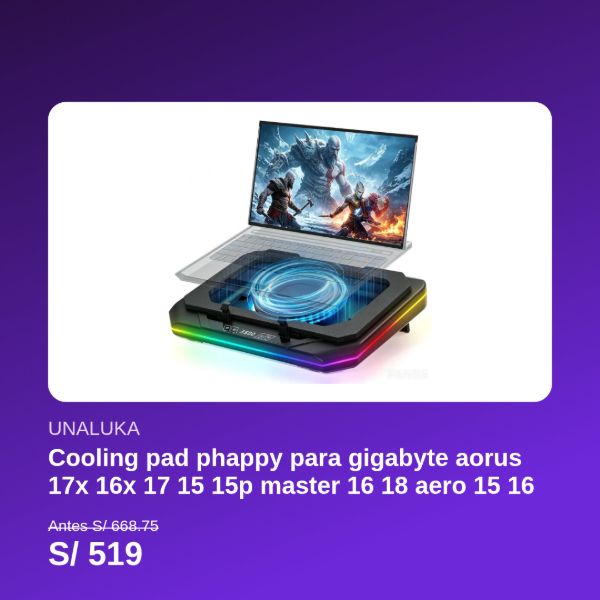 UNALUKA
Cooling pad phappy para gigabyte aorus
17x 16x 17 15 15p master 16 18 aero 15 16
Antes S/ 668.75
S/ 519